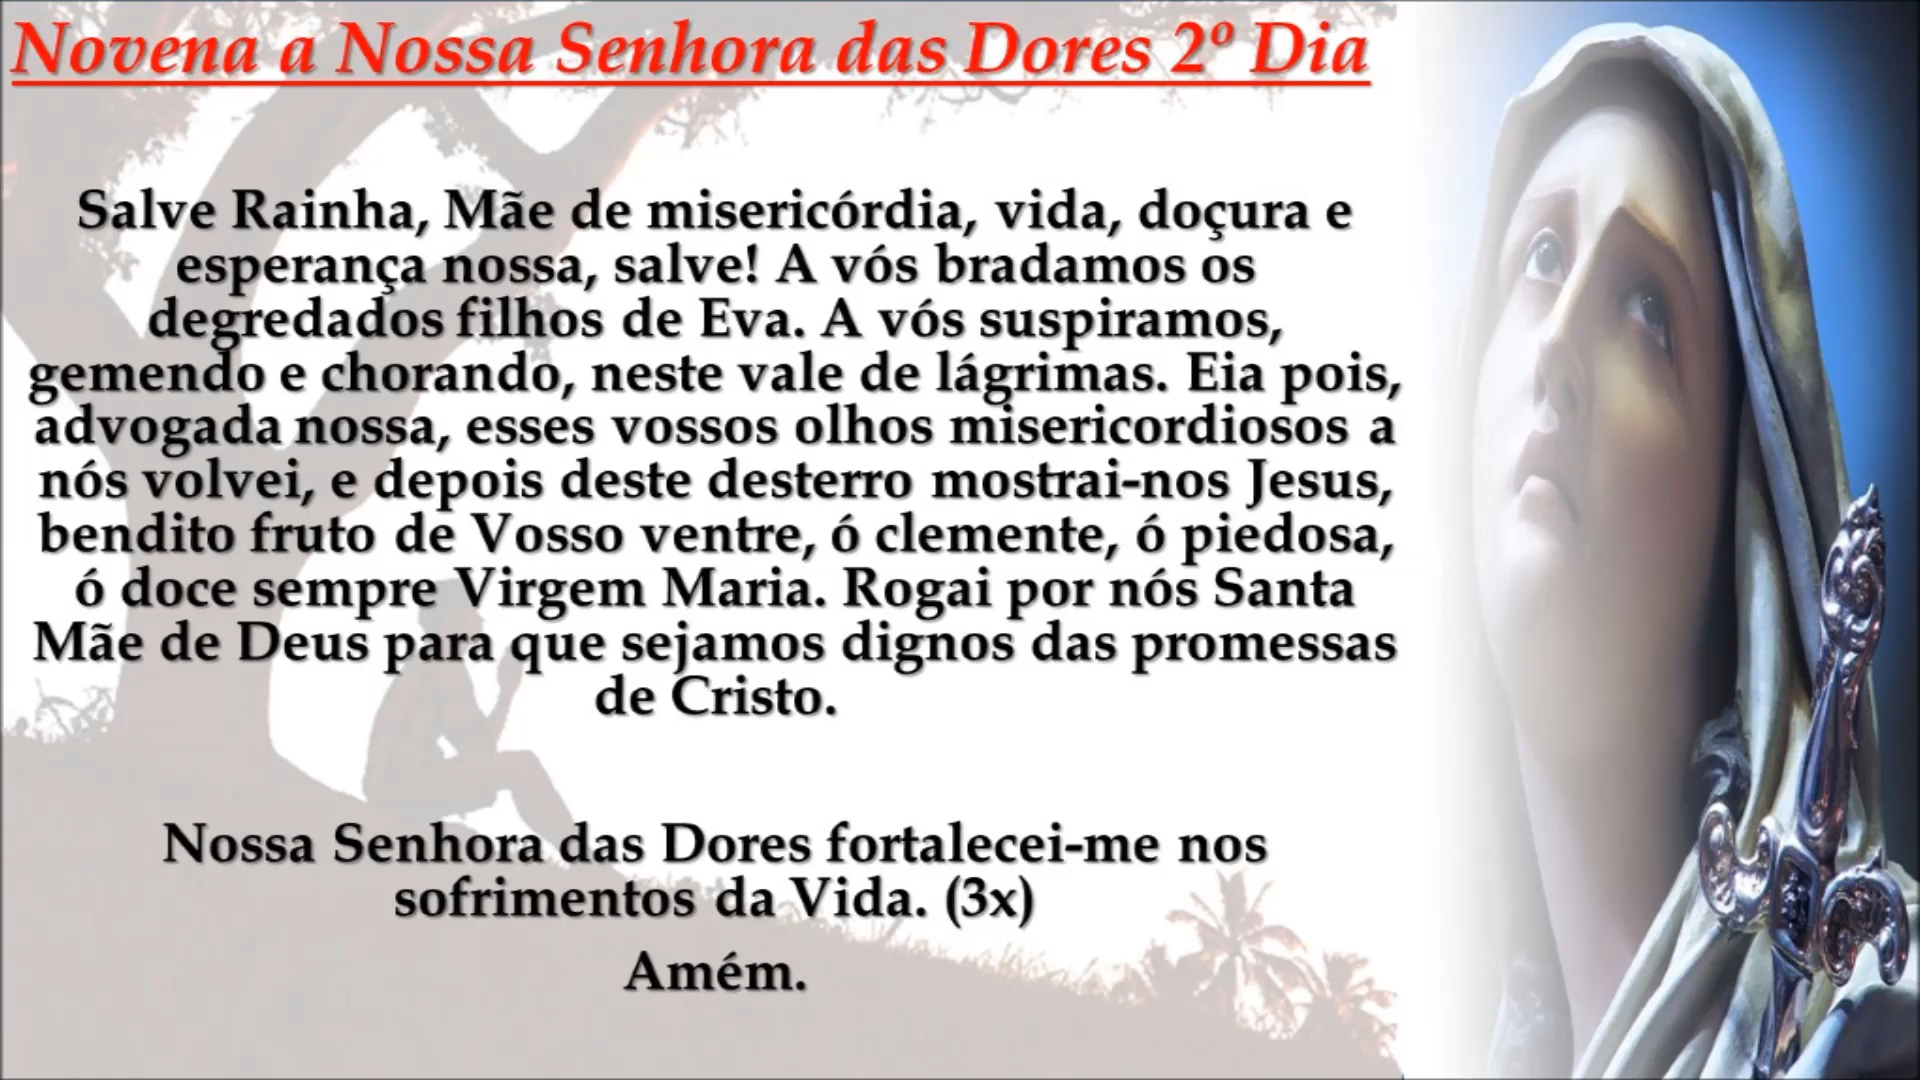 Novena a Nossa Senhora das Dores 2º Dia
Salve Rainha, Mãe de misericórdia, vida, doçura e
esperança nossa, salve! A vós bradamos os
degredados filhos de Eva. A vós suspiramos,
gemendo e chorando, neste vale de lágrimas. Eia pois,
advogada nossa, esses vossos olhos misericordiosos a
nós volvei, e depois deste desterro mostrai-nos Jesus,
bendito fruto de Vosso ventre, ó clemente, ó piedosa,
ó doce sempre Virgem Maria. Rogai por nós Santa
Mãe de Deus para que sejamos dignos das promessas
de Cristo.
Nossa Senhora das Dores fortalecei-me nos
sofrimentos da Vida. (3x)
Amém.